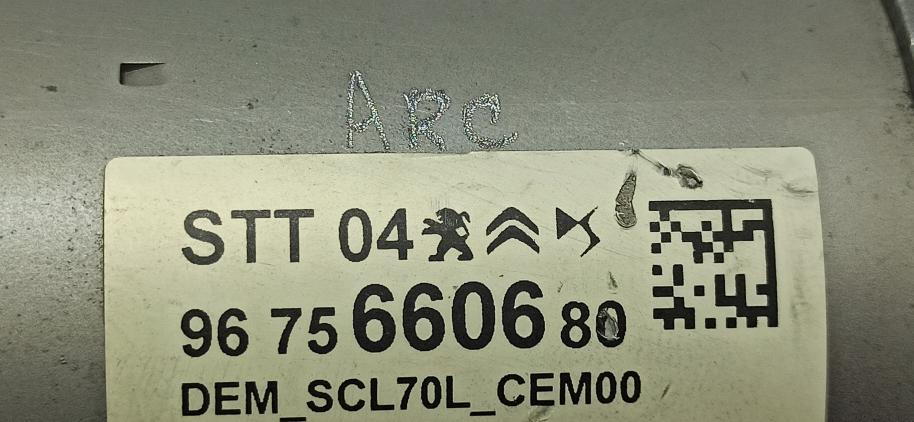 ARC
STT 04
96 75 6606 80
DEM_SCL70L_CEM00